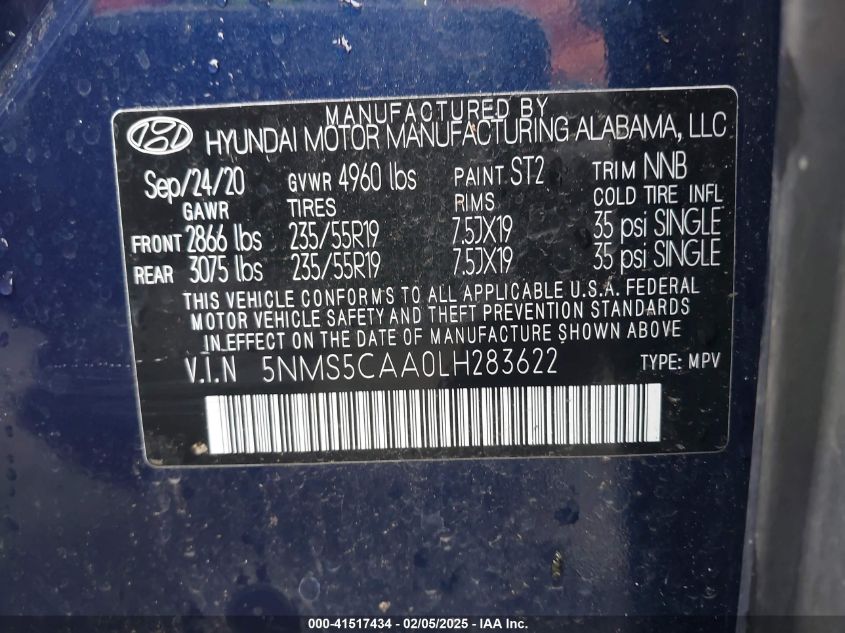 MANUFACTURED BY
HYUNDAI MOTOR MANUFACTURING ALABAMA, LLC
Sep/24/20 GVWR 4960 lbs PAINT ST2 TRIM NNB
GAWR TIRES RIMS COLD TIRE INFL
FRONT 2866 lbs 235/55R19 7.5JX19 35 psi SINGLE
REAR 3075 lbs 235/55R19 7.5JX19 35 psi SINGLE
THIS VEHICLE CONFORMS TO ALL APPLICABLE U.S.A. FEDERAL
MOTOR VEHICLE SAFETY AND THEFT PREVENTION STANDARDS
IN EFFECT ON THE DATE OF MANUFACTURE SHOWN ABOVE
V.I.N 5NMS5CAA0LH283622 TYPE: MPV
000-41517434 - 02/05/2025 - IAA Inc.